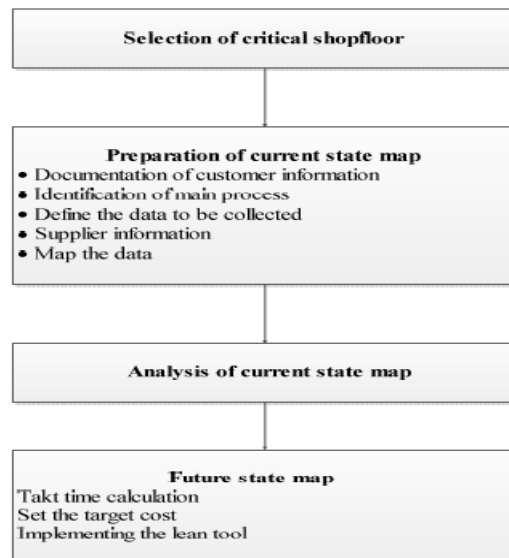 Selection of critical shopfloor
Preparation of current state map
• Documentation of customer information
• Identification of main process
• Define the data to be collected
• Supplier information
• Map the data
Analysis of current state map
Future state map
Takt time calculation
Set the target cost
Implementing the lean tool